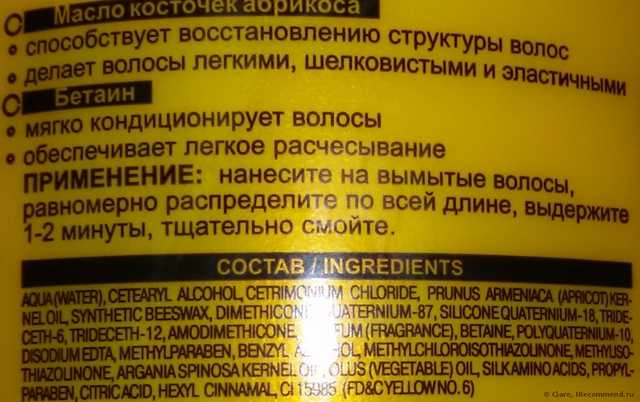 Масло косточек абрикоса
способствует восстановлению структуры волос
делает волосы легкими, шелковистыми и эластичными
Бетаин
мягко кондиционирует волосы
обеспечивает легкое расчесывание
ПРИМЕНЕНИЕ: нанесите на вымытые волосы,
равномерно распределите по всей длине, выдержите
1-2 минуты, тщательно смойте.
СОСТАВ / INGREDIENTS
AQUA (WATER), CETEARYL ALCOHOL, CETRIMONIUM CHLORIDE, PRUNUS ARMENIACA (APRICOT) KER-
NEL OIL, SYNTHETIC BEESWAX, DIMETHICONE, QUATERNIUM-87, SILICONE QUATERNIUM-18, TRIDE-
CETH-6, TRIDECETH-12, AMODIMETHICONE, (FRAGRANCE), BETAINE, POLYQUATERNIUM-10,
DISODIUM EDTA, METHYLPARABEN, BENZYL METHYLCHLOROISOTHIAZOLINONE, METHYLISO-
THIAZOLINONE, ARGANIA SPINOSA KERNEL OIL, OLUS (VEGETABLE) OIL, SILK AMINO ACIDS, PROPYL-
PARABEN, CITRIC ACID, HEXYL CINNAMAL, CI 15985 (FD&C YELLOW NO. 6)
© Gare, IRecommend.ru